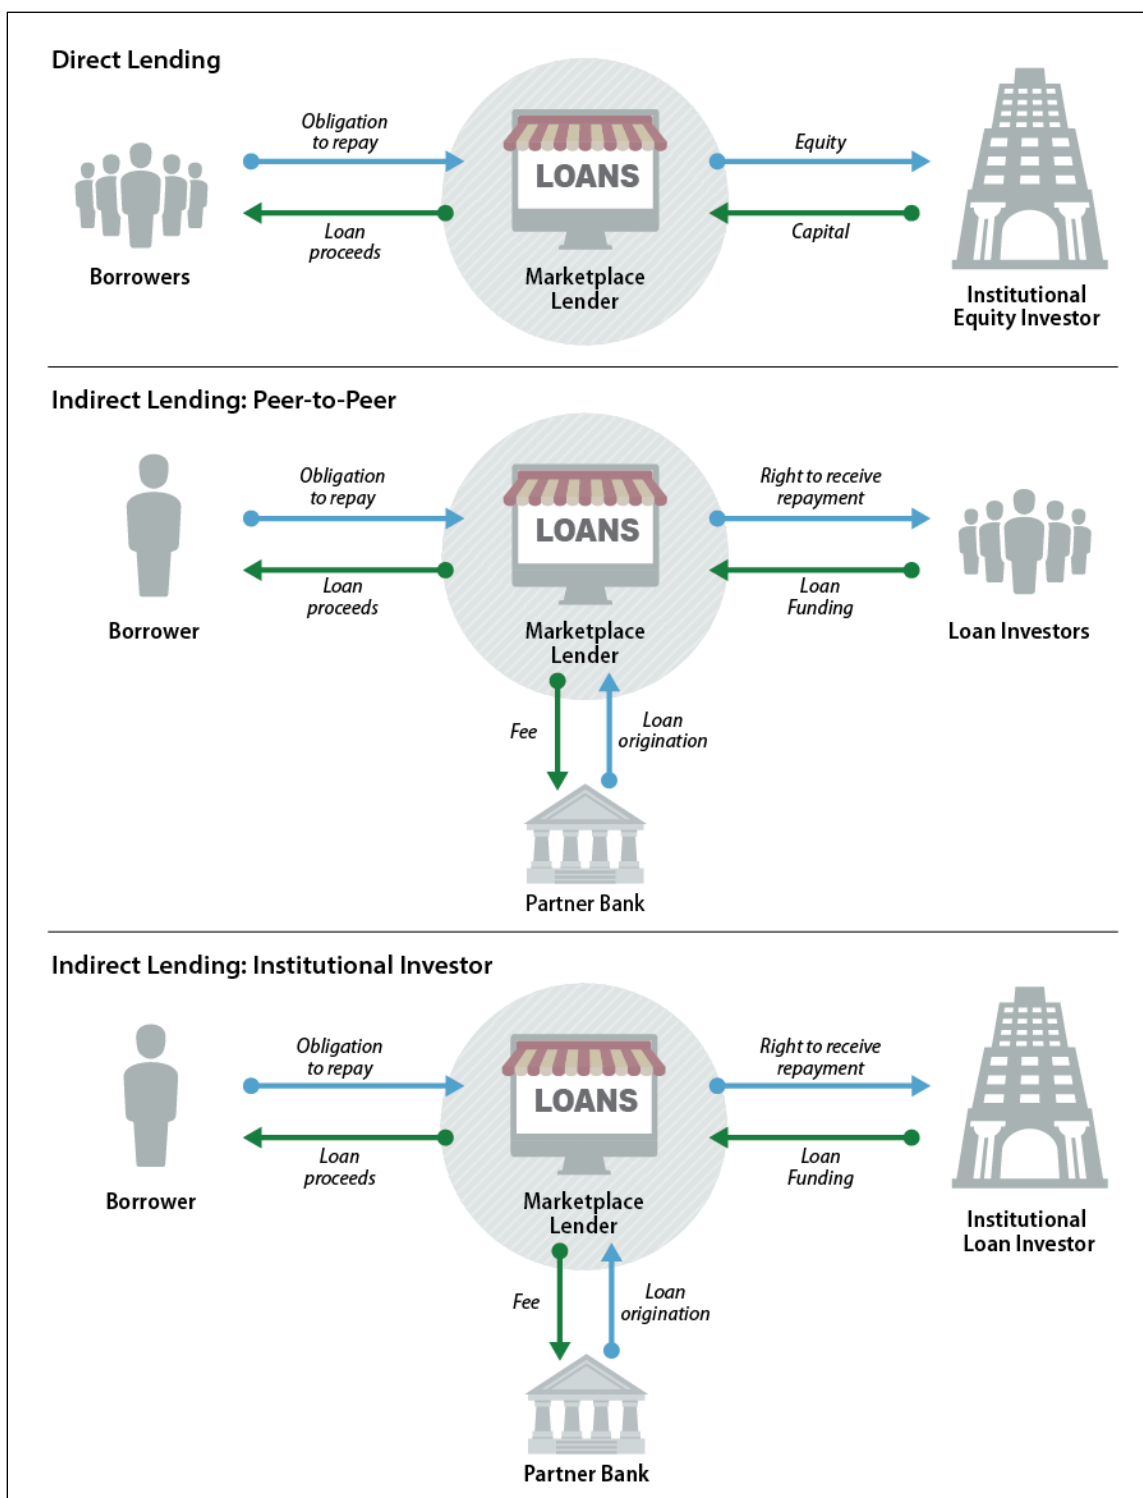 Direct Lending
Obligation
to repay
Equity
LOANS
Loan
proceeds
Capital
Borrowers
Marketplace
Lender
Institutional
Equity Investor
Indirect Lending: Peer-to-Peer
Obligation
to repay
Right to receive
repayment
LOANS
Loan
proceeds
Loan
Funding
Borrower
Marketplace
Lender
Loan Investors
Fee
Loan
origination
Partner Bank
Indirect Lending: Institutional Investor
Obligation
to repay
Right to receive
repayment
LOANS
Loan
proceeds
Loan
Funding
Borrower
Marketplace
Lender
Institutional
Loan Investor
Fee
Loan
origination
Partner Bank